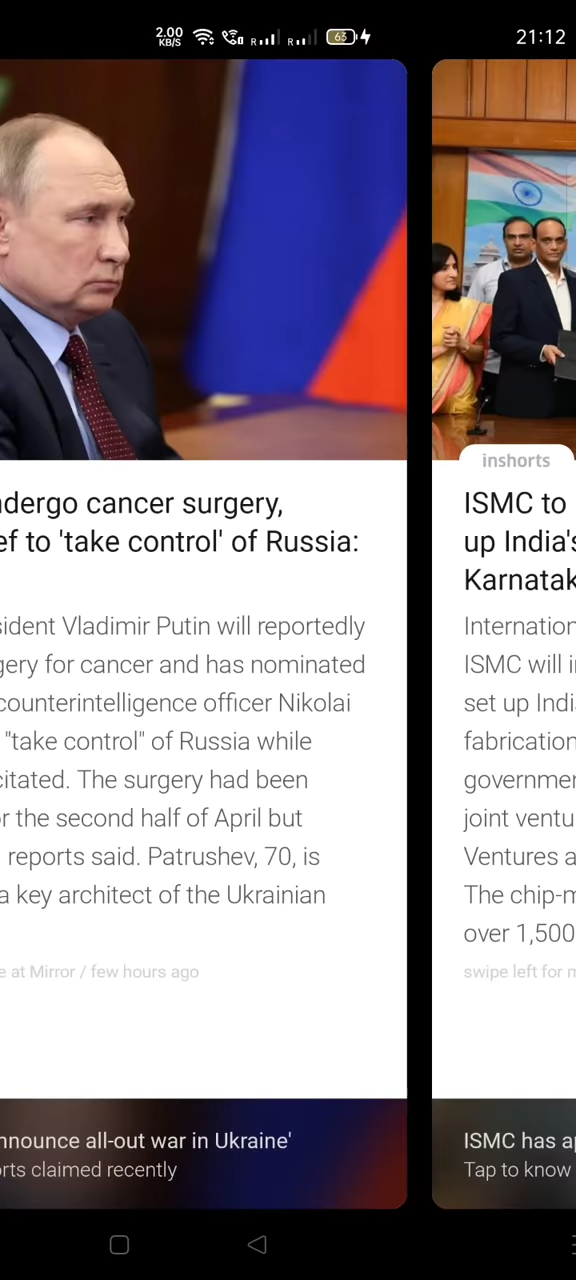 2.00
KB/S
R
R
63
21:12
ndergo cancer surgery,
ef to 'take control' of Russia:
sident Vladimir Putin will reportedly
gery for cancer and has nominated
counterintelligence officer Nikolai
"take control" of Russia while
citated. The surgery had been
r the second half of April but
reports said. Patrushev, 70, is
a key architect of the Ukrainian
e at Mirror / few hours ago
nnounce all-out war in Ukraine'
rts claimed recently
inshorts
ISMC to
up India's
Karnatak
Internation
ISMC will i
set up Indi
fabrication
governmen
joint ventu
Ventures a
The chip-m
over 1,500
swipe left for m
ISMC has a
Tap to know